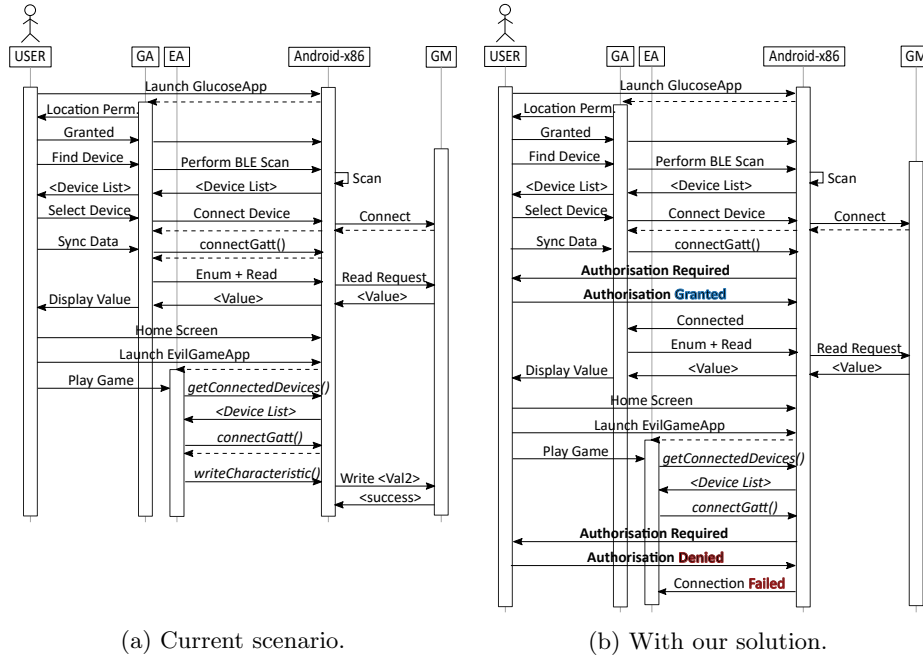 USER GA EA Android-x86 GM
Launch GlucoseApp
Location Perm.
Granted
Find Device
Perform BLE Scan
Scan
<Device List> <Device List>
Select Device Connect Device Connect
Sync Data connectGatt()
Enum + Read Read Request
Display Value <Value> <Value>
Home Screen
Launch EvilGameApp
Play Game getConnectedDevices()
<Device List>
connectGatt()
writeCharacteristic() Write <Val2>
<success>
(a) Current scenario.
USER GA EA Android-x86 GM
Launch GlucoseApp
Location Perm.
Granted
Find Device
Perform BLE Scan
Scan
<Device List> <Device List>
Select Device Connect Device Connect
Sync Data connectGatt()
Authorisation Required
Authorisation Granted
Connected
Enum + Read Read Request
Display Value <Value> <Value>
Home Screen
Launch EvilGameApp
Play Game getConnectedDevices()
<Device List>
connectGatt()
Authorisation Required
Authorisation Denied
Connection Failed
(b) With our solution.